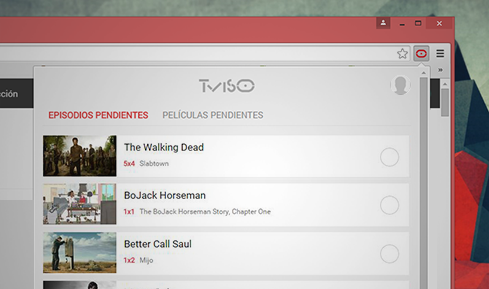 ción
TViSO
EPISODIOS PENDIENTES PELÍCULAS PENDIENTES
The Walking Dead
5x4 Slabtown
BoJack Horseman
1x1 The BoJack Horseman Story, Chapter One
Better Call Saul
1x2 Mijo